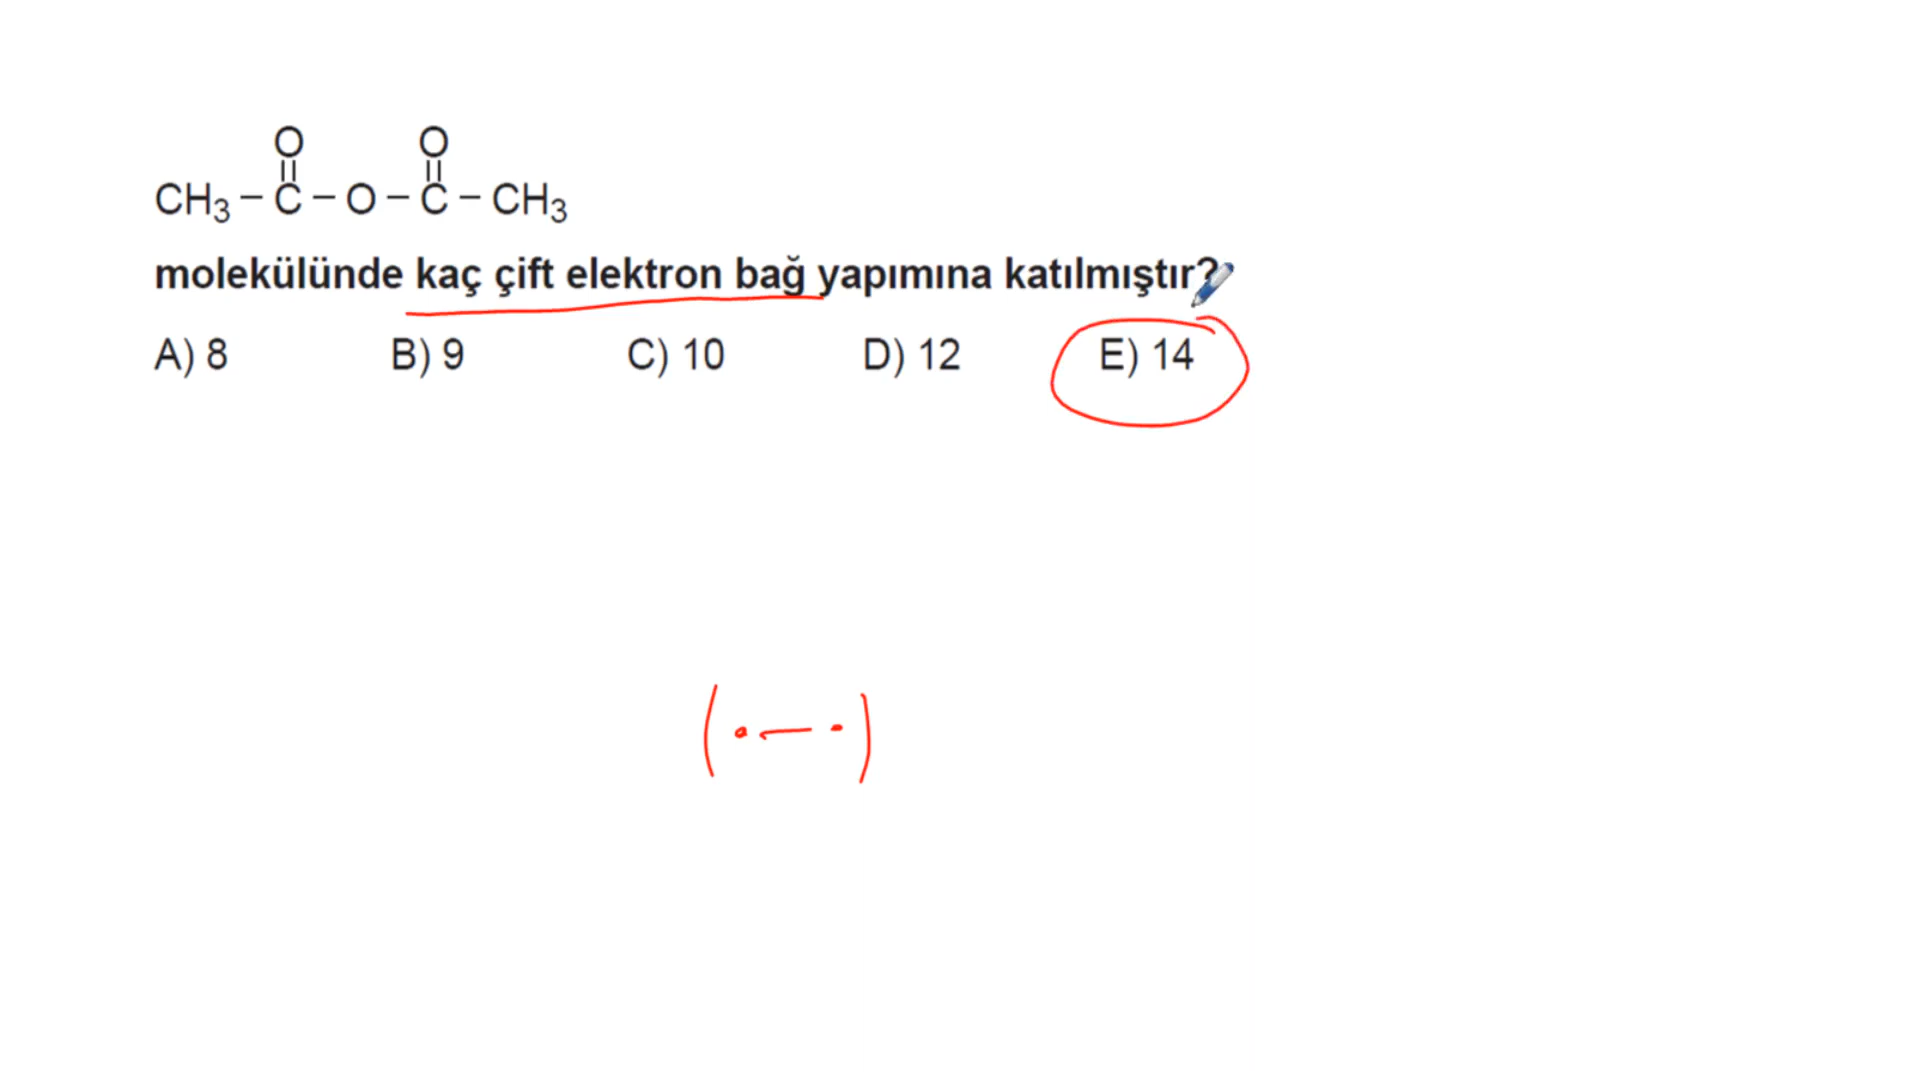 O O
CH₃ – C – O – C – CH₃
molekülünde kaç çift elektron bağ yapımına katılmıştır?
A) 8 B) 9 C) 10 D) 12 E) 14
(· — ·)